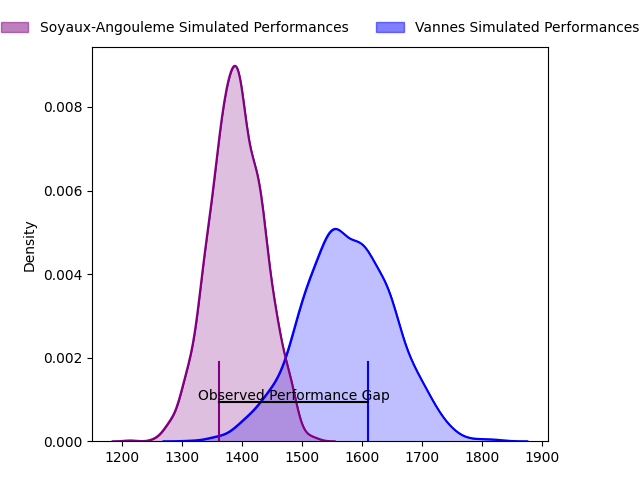 Soyaux-Angouleme Simulated Performances Vannes Simulated Performances
0.008
0.006
Density
0.004
0.002
Observed Performance Gap
0.000
1200 1300 1400 1500 1600 1700 1800 1900